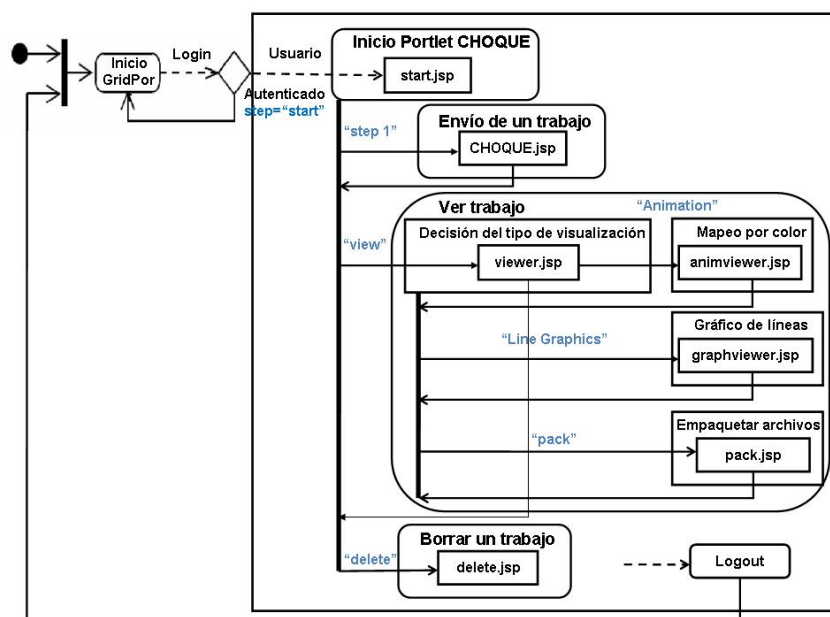 Inicio
GridPor
Login
Usuario
Autenticado
step="start"
Inicio Portlet CHOQUE
start.jsp
"step 1"
Envío de un trabajo
CHOQUE.jsp
Ver trabajo
"Animation"
Decisión del tipo de visualización
Mapeo por color
"view"
viewer.jsp
animviewer.jsp
Gráfico de líneas
"Line Graphics"
graphviewer.jsp
Empaquetar archivos
"pack"
pack.jsp
Borrar un trabajo
"delete"
delete.jsp
Logout